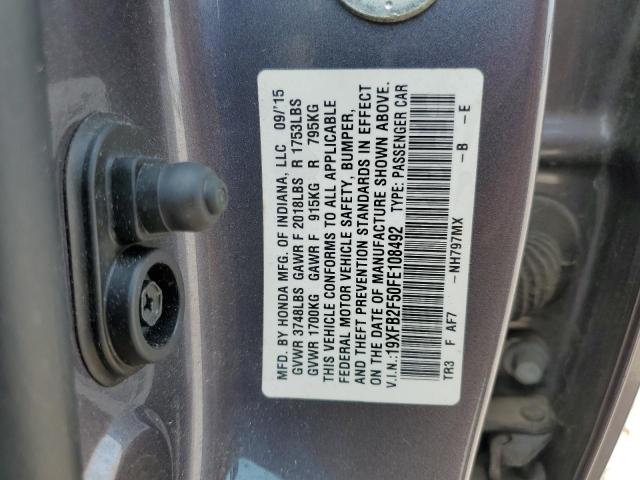 MFD. BY HONDA MFG. OF INDIANA, LLC 09/'15
GVWR 3748LBS GAWR F 2018LBS R 1753LBS
GVWR 1700KG GAWR F 915KG R 795KG
THIS VEHICLE CONFORMS TO ALL APPLICABLE
FEDERAL MOTOR VEHICLE SAFETY, BUMPER,
AND THEFT PREVENTION STANDARDS IN EFFECT
ON THE DATE OF MANUFACTURE SHOWN ABOVE.
V.I.N.:19XFB2F50FE108492 TYPE: PASSENGER CAR
TR3 F AF7 -NH797MX -B -E